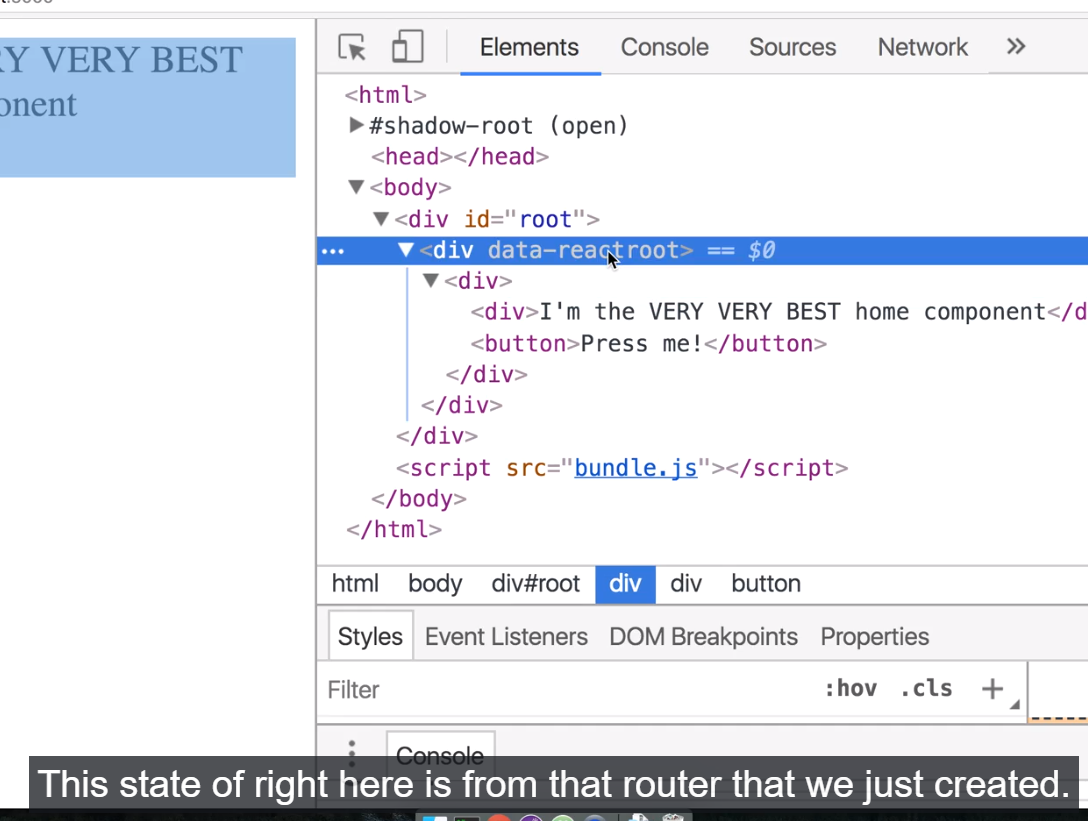 RY VERY BEST
onent
Elements Console Sources Network »
<html>
▶#shadow-root (open)
<head></head>
▼<body>
▼<div id="root">
… ▼<div data-reactroot> == $0
▼<div>
<div>I'm the VERY VERY BEST home component</d
<button>Press me!</button>
</div>
</div>
</div>
<script src="bundle.js"></script>
</body>
</html>
html body div#root div div button
Styles Event Listeners DOM Breakpoints Properties
Filter :hov .cls +
⋮ Console
This state of right here is from that router that we just created.